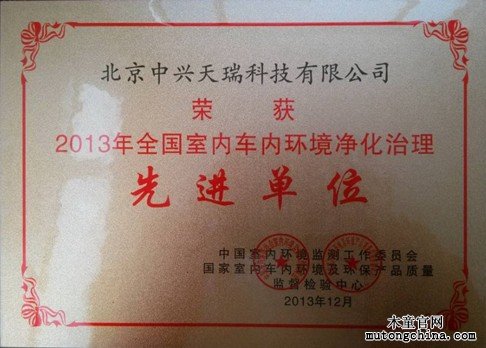 北京中兴天瑞科技有限公司
荣 获
2013年全国室内车内环境净化治理
先进单位
中国室内环境监测工作委员会
国家室内车内环境及环保产品质量
监督检验中心
2013年12月
木童官网
www.mutongchina.com